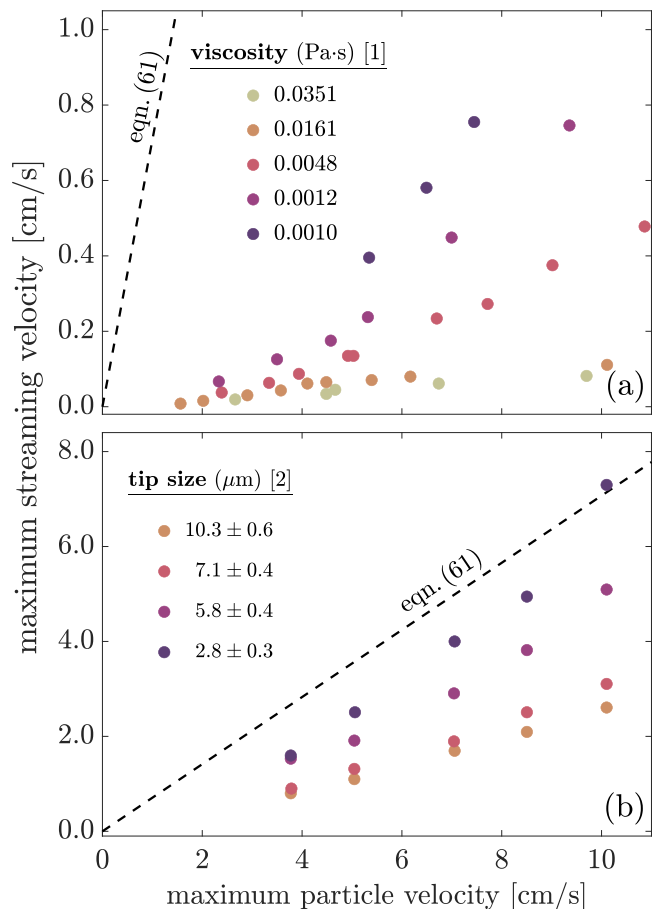 maximum streaming velocity [cm/s]
1.0
0.8
0.6
0.4
0.2
0.0
eqn. (61)
viscosity (Pa·s) [1]
0.0351
0.0161
0.0048
0.0012
0.0010
(a)
8.0
6.0
4.0
2.0
0.0
tip size (μm) [2]
10.3 ± 0.6
7.1 ± 0.4
5.8 ± 0.4
2.8 ± 0.3
eqn. (61)
(b)
0 2 4 6 8 10
maximum particle velocity [cm/s]